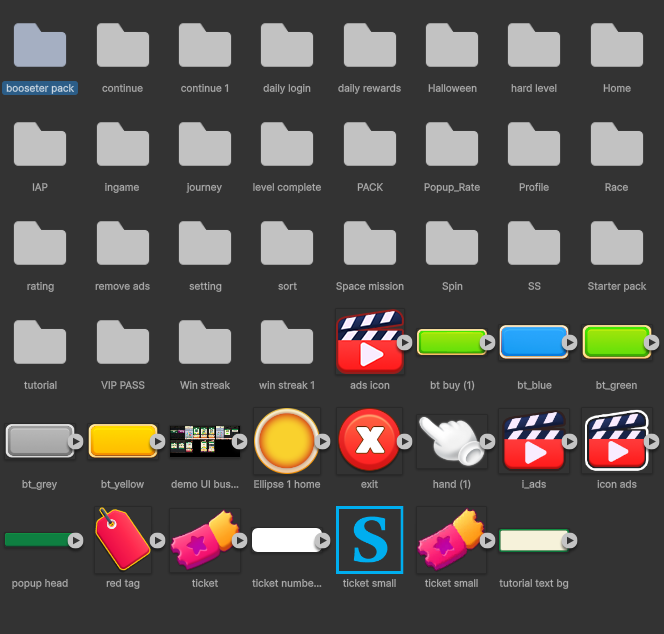 booseter pack continue continue 1 daily login daily rewards Halloween hard level Home
IAP ingame journey level complete PACK Popup_Rate Profile Race
rating remove ads setting sort Space mission Spin SS Starter pack
tutorial VIP PASS Win streak win streak 1 ads icon bt buy (1) bt_blue bt_green
X
bt_grey bt_yellow demo UI bus... Ellipse 1 home exit hand (1) i_ads icon ads
S
popup head red tag ticket ticket numbe... ticket small ticket small tutorial text bg